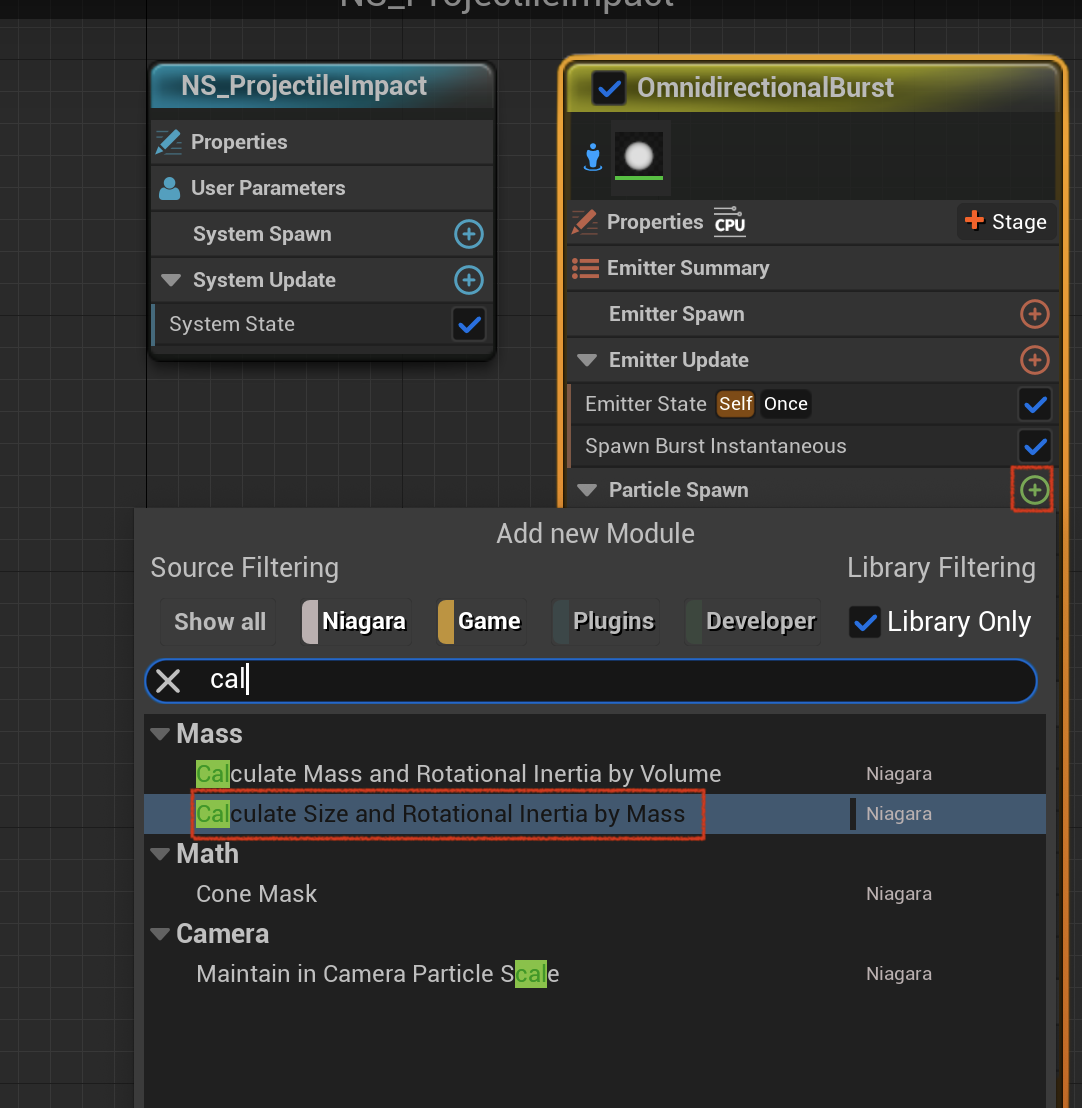 NS_ProjectileImpact
NS_ProjectileImpact
Properties
User Parameters
System Spawn
System Update
System State
OmnidirectionalBurst
Properties CPU Stage
Emitter Summary
Emitter Spawn
Emitter Update
Emitter State Self Once
Spawn Burst Instantaneous
Particle Spawn
Add new Module
Source Filtering Library Filtering
Show all Niagara Game Plugins Developer Library Only
cal
Mass
Calculate Mass and Rotational Inertia by Volume Niagara
Calculate Size and Rotational Inertia by Mass Niagara
Math
Cone Mask Niagara
Camera
Maintain in Camera Particle Scale Niagara